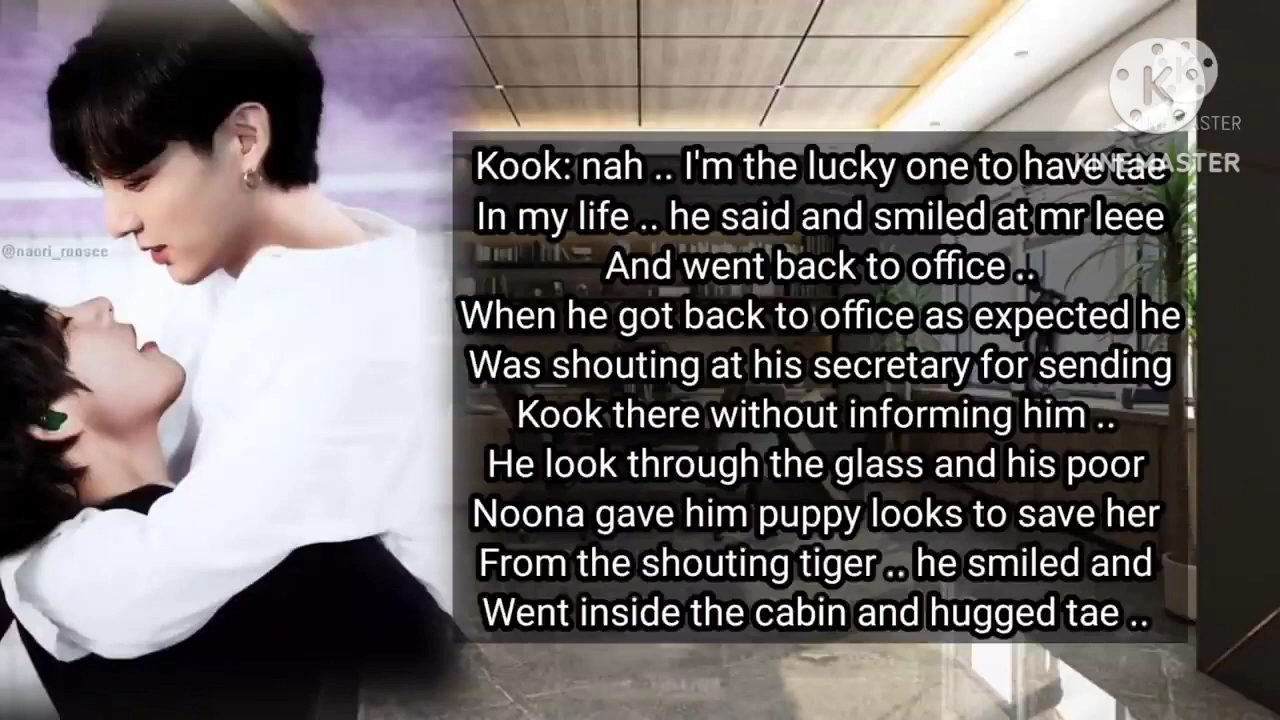 KINEMASTER
Kook: nah .. I'm the lucky one to have tae
In my life .. he said and smiled at mr leee
And went back to office ..
When he got back to office as expected he
Was shouting at his secretary for sending
Kook there without informing him ..
He look through the glass and his poor
Noona gave him puppy looks to save her
From the shouting tiger .. he smiled and
Went inside the cabin and hugged tae ..
@naori_roosee